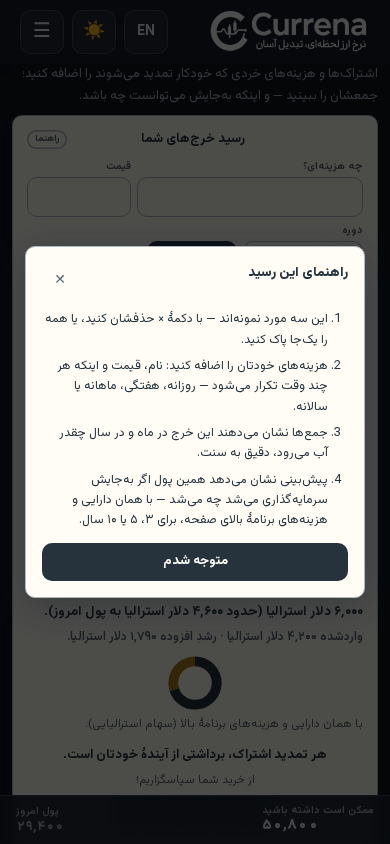 Currena
نرخ ارز لحظه‌ای، تبدیل آسان
EN
اشتراک‌ها و هزینه‌های خردی که خودکار تمدید می‌شوند را اضافه کنید؛
جمعشان را ببینید — و اینکه به‌جایش می‌توانست چه باشد.
رسید خرج‌های شما
راهنما
چه هزینه‌ای؟
قیمت
دوره
راهنمای این رسید
×
1. این سه مورد نمونه‌اند — با دکمهٔ × حذفشان کنید، یا همه
را یک‌جا پاک کنید.
2. هزینه‌های خودتان را اضافه کنید: نام، قیمت و اینکه هر
چند وقت تکرار می‌شود — روزانه، هفتگی، ماهانه یا
سالانه.
3. جمع‌ها نشان می‌دهند این خرج در ماه و در سال چقدر
آب می‌رود، دقیق به سنت.
4. پیش‌بینی نشان می‌دهد همین پول اگر به‌جایش
سرمایه‌گذاری می‌شد چه می‌شد — با همان دارایی و
هزینه‌های برنامهٔ بالای صفحه، برای ۳، ۵ یا ۱۰ سال.
متوجه شدم
۶,۰۰۰ دلار استرالیا (حدود ۴,۶۰۰ دلار استرالیا به پول امروز).
واردشده ۴,۲۰۰ دلار استرالیا · رشد افزوده ۱,۷۹۰ دلار استرالیا.
با همان دارایی و هزینه‌های برنامهٔ بالا (سهام استرالیایی).
هر تمدید اشتراک، برداشتی از آیندهٔ خودتان است.
از خرید شما سپاسگزاریم!
ممکن است داشته باشید
۵۰,۸۰۰
پول امروز
۲۹,۴۰۰